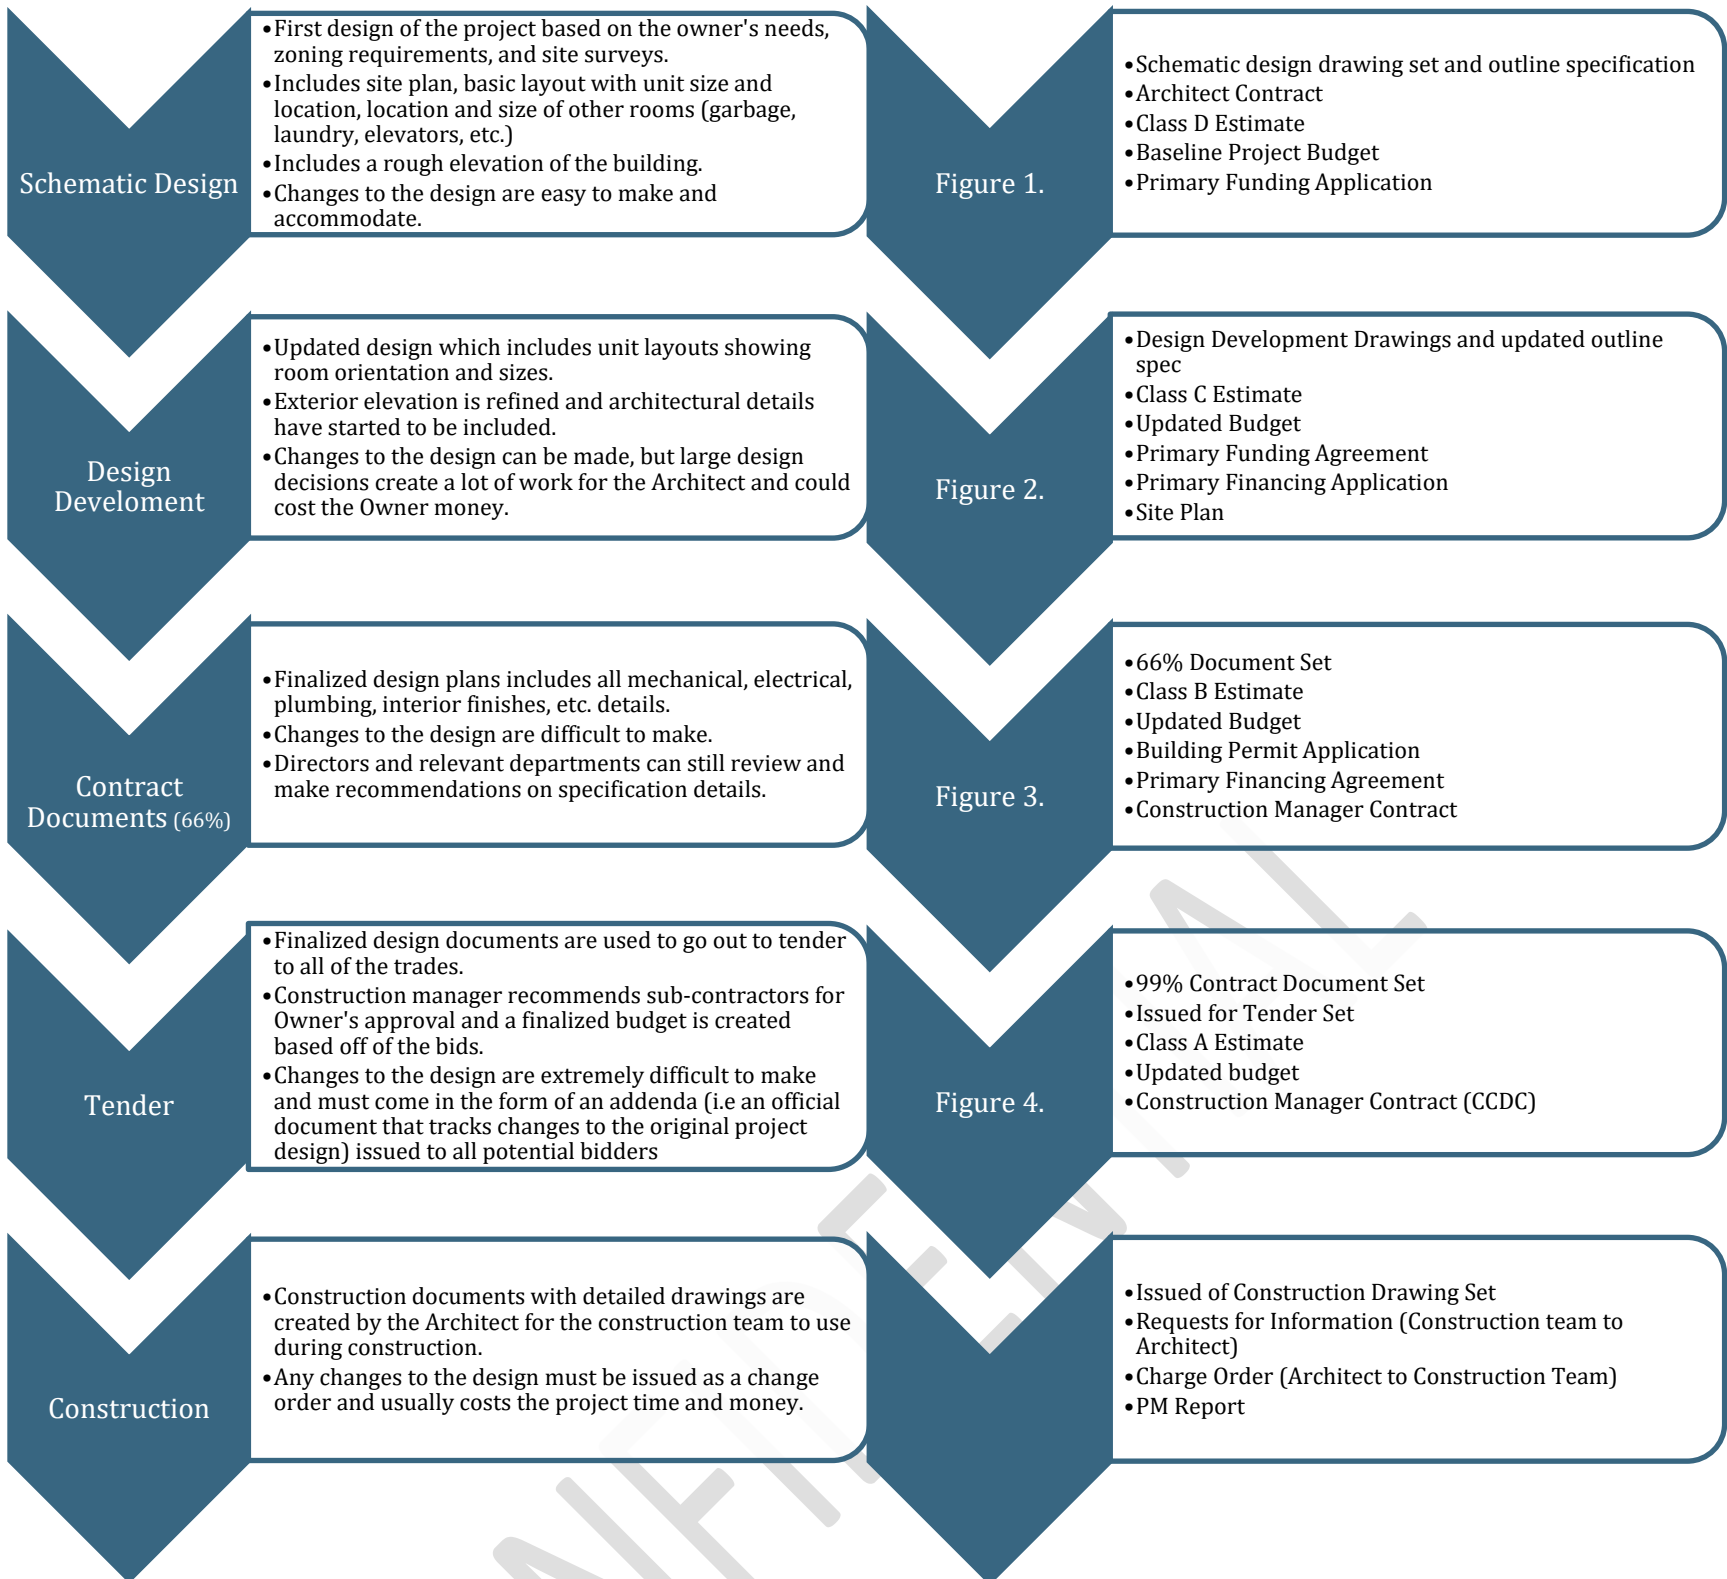 Schematic Design
•First design of the project based on the owner's needs,
zoning requirements, and site surveys.
•Includes site plan, basic layout with unit size and
location, location and size of other rooms (garbage,
laundry, elevators, etc.)
•Includes a rough elevation of the building.
•Changes to the design are easy to make and
accommodate.
Figure 1.
•Schematic design drawing set and outline specification
•Architect Contract
•Class D Estimate
•Baseline Project Budget
•Primary Funding Application
Design
Develoment
•Updated design which includes unit layouts showing
room orientation and sizes.
•Exterior elevation is refined and architectural details
have started to be included.
•Changes to the design can be made, but large design
decisions create a lot of work for the Architect and could
cost the Owner money.
Figure 2.
•Design Development Drawings and updated outline
spec
•Class C Estimate
•Updated Budget
•Primary Funding Agreement
•Primary Financing Application
•Site Plan
Contract
Documents (66%)
•Finalized design plans includes all mechanical, electrical,
plumbing, interior finishes, etc. details.
•Changes to the design are difficult to make.
•Directors and relevant departments can still review and
make recommendations on specification details.
Figure 3.
•66% Document Set
•Class B Estimate
•Updated Budget
•Building Permit Application
•Primary Financing Agreement
•Construction Manager Contract
Tender
•Finalized design documents are used to go out to tender
to all of the trades.
•Construction manager recommends sub-contractors for
Owner's approval and a finalized budget is created
based off of the bids.
•Changes to the design are extremely difficult to make
and must come in the form of an addenda (i.e an official
document that tracks changes to the original project
design) issued to all potential bidders
Figure 4.
•99% Contract Document Set
•Issued for Tender Set
•Class A Estimate
•Updated budget
•Construction Manager Contract (CCDC)
Construction
•Construction documents with detailed drawings are
created by the Architect for the construction team to use
during construction.
•Any changes to the design must be issued as a change
order and usually costs the project time and money.
•Issued of Construction Drawing Set
•Requests for Information (Construction team to
Architect)
•Charge Order (Architect to Construction Team)
•PM Report